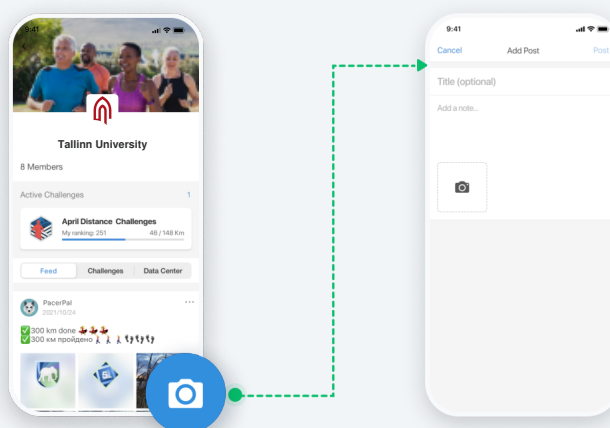 9:41
Tallinn University
8 Members
Active Challenges 1
April Distance Challenges
My ranking: 251 46 / 148 Km
Feed Challenges Data Center
PacerPal
2021/10/24
✅300 km done
✅300 км пройдено
9:41
Cancel Add Post Post
Title (optional)
Add a note...